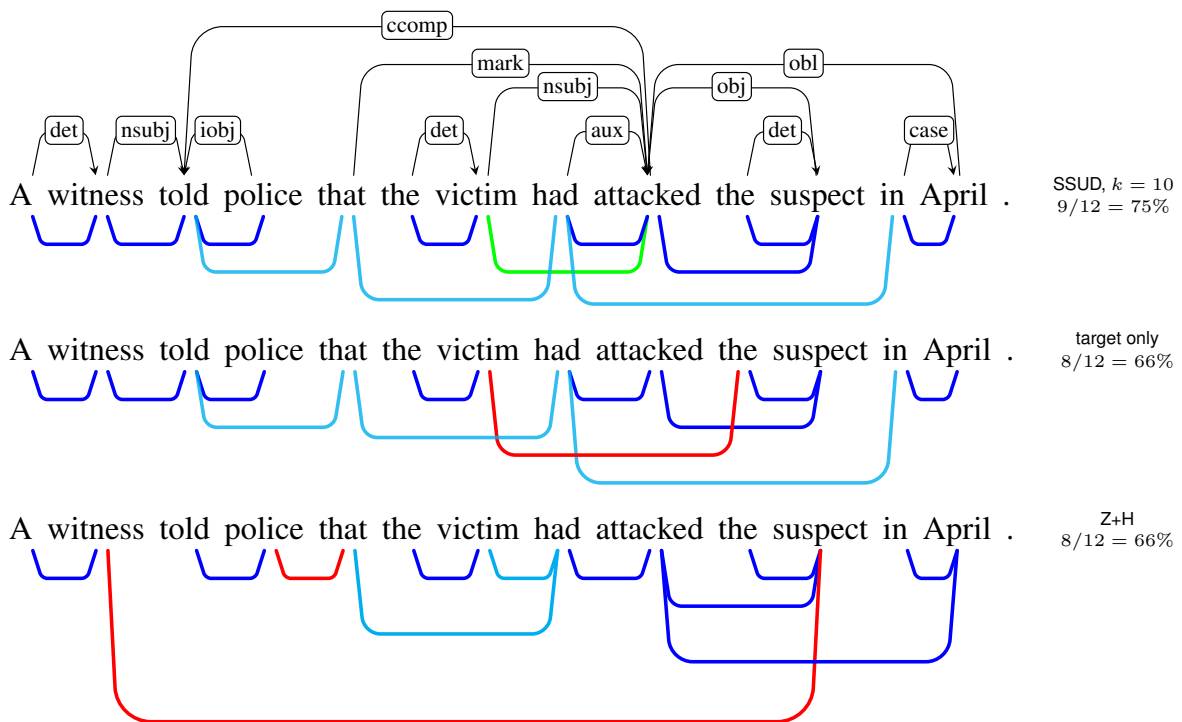 ccomp
mark obl
nsubj obj
det nsubj iobj det aux det case
A witness told police that the victim had attacked the suspect in April .
SSUD, k = 10
9/12 = 75%
A witness told police that the victim had attacked the suspect in April .
target only
8/12 = 66%
A witness told police that the victim had attacked the suspect in April .
Z+H
8/12 = 66%